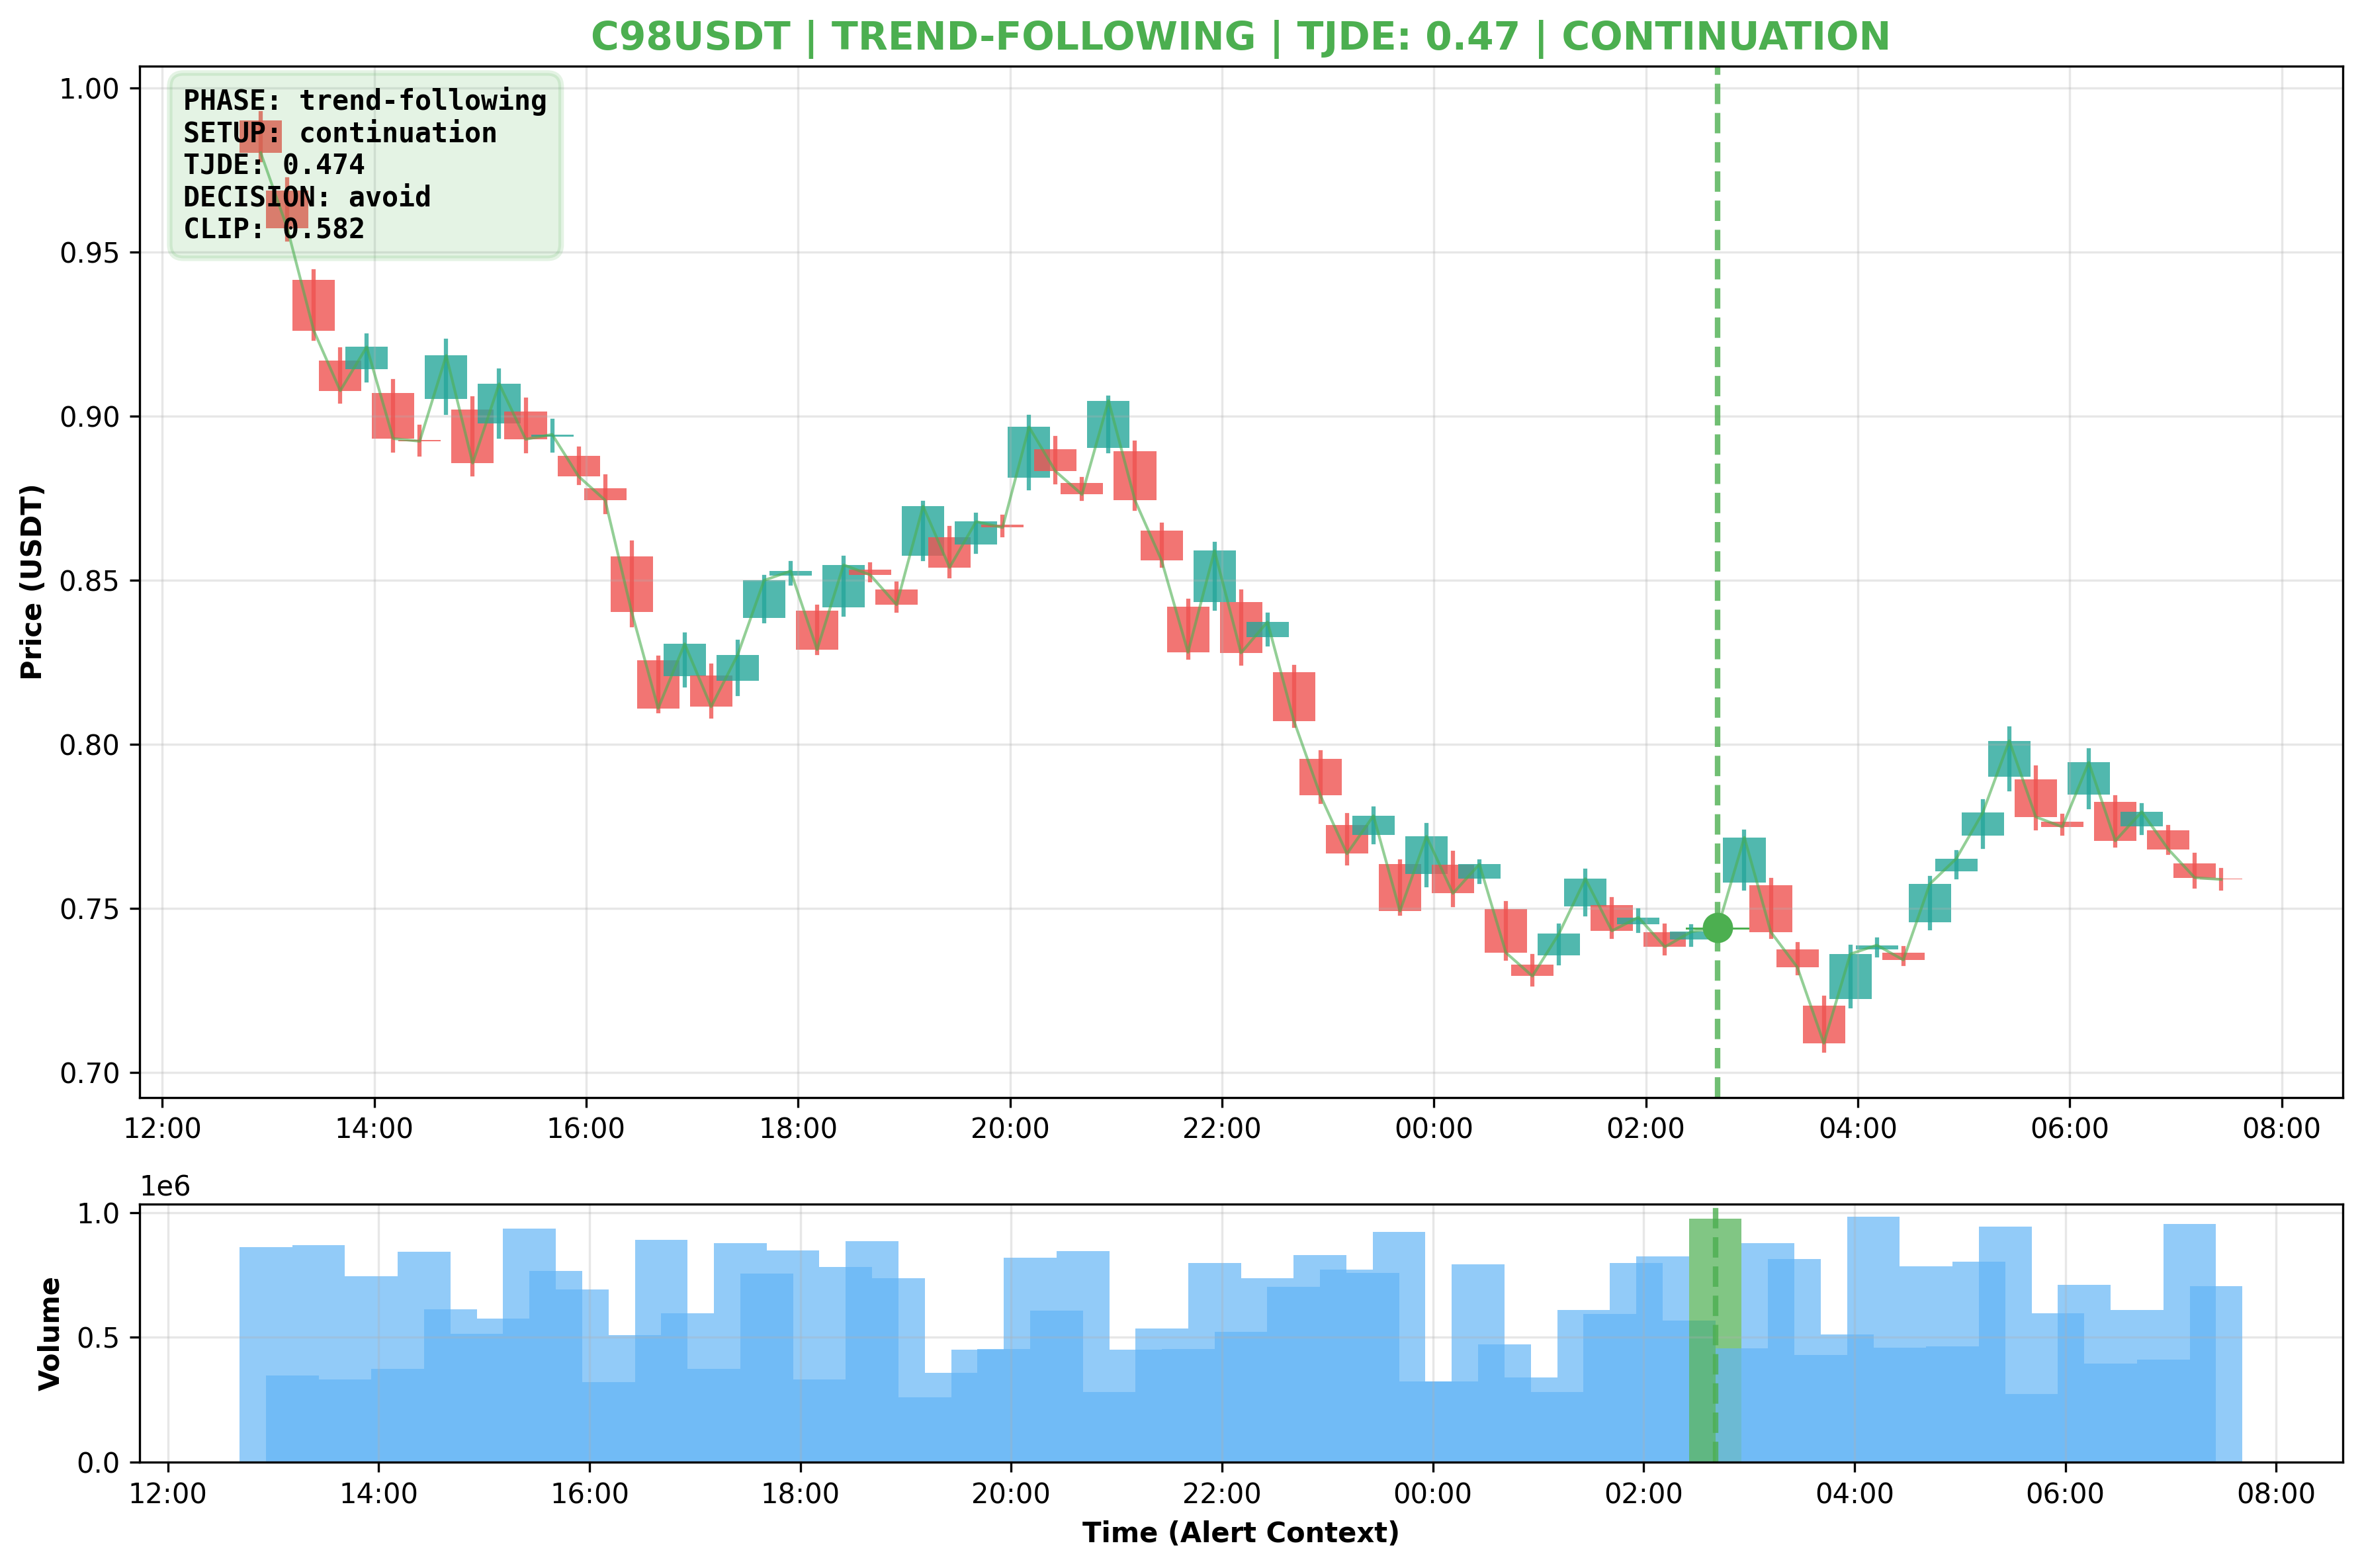 C98USDT | TREND-FOLLOWING | TJDE: 0.47 | CONTINUATION
PHASE: trend-following
SETUP: continuation
TJDE: 0.474
DECISION: avoid
CLIP: 0.582
Price (USDT)
1.00
0.95
0.90
0.85
0.80
0.75
0.70
12:00 14:00 16:00 18:00 20:00 22:00 00:00 02:00 04:00 06:00 08:00
1e6
Volume
1.0
0.5
0.0
12:00 14:00 16:00 18:00 20:00 22:00 00:00 02:00 04:00 06:00 08:00
Time (Alert Context)